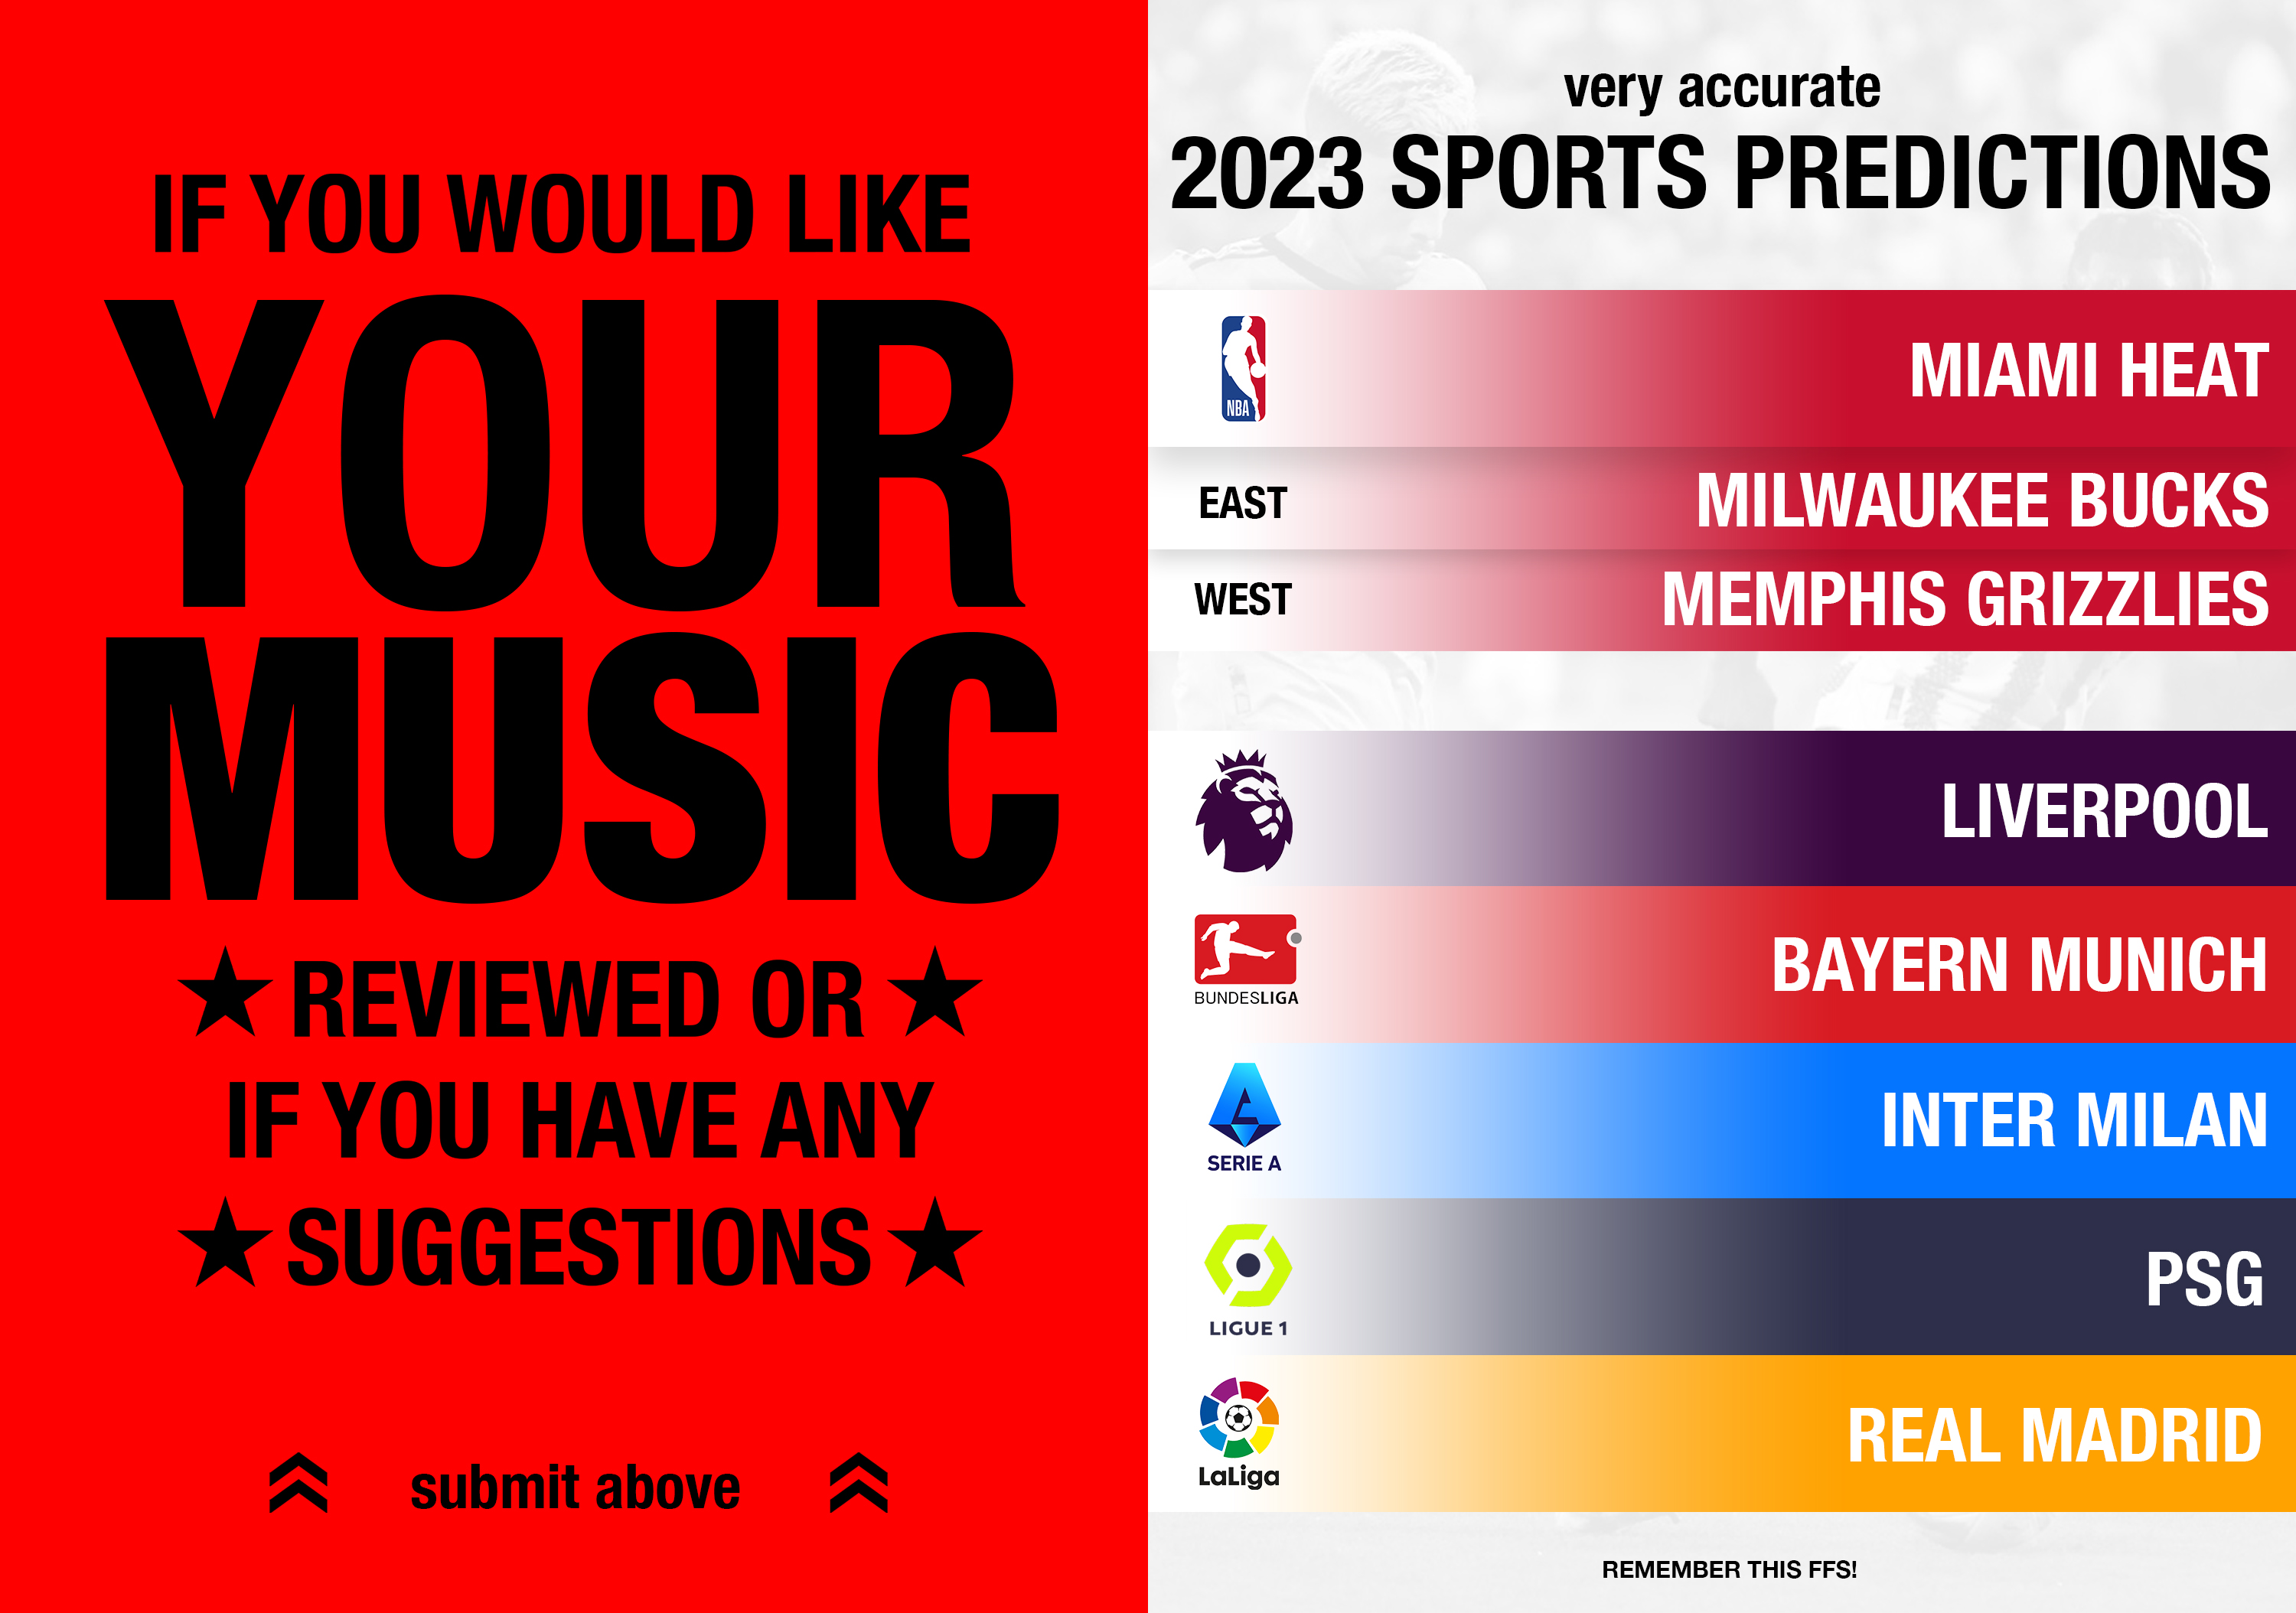 IF YOU WOULD LIKE
YOUR
MUSIC
★ REVIEWED OR ★
IF YOU HAVE ANY
★ SUGGESTIONS ★
submit above
very accurate
2023 SPORTS PREDICTIONS
NBA
MIAMI HEAT
EAST
MILWAUKEE BUCKS
WEST
MEMPHIS GRIZZLIES
LIVERPOOL
BUNDESLIGA
BAYERN MUNICH
SERIE A
INTER MILAN
LIGUE 1
PSG
LaLiga
REAL MADRID
REMEMBER THIS FFS!